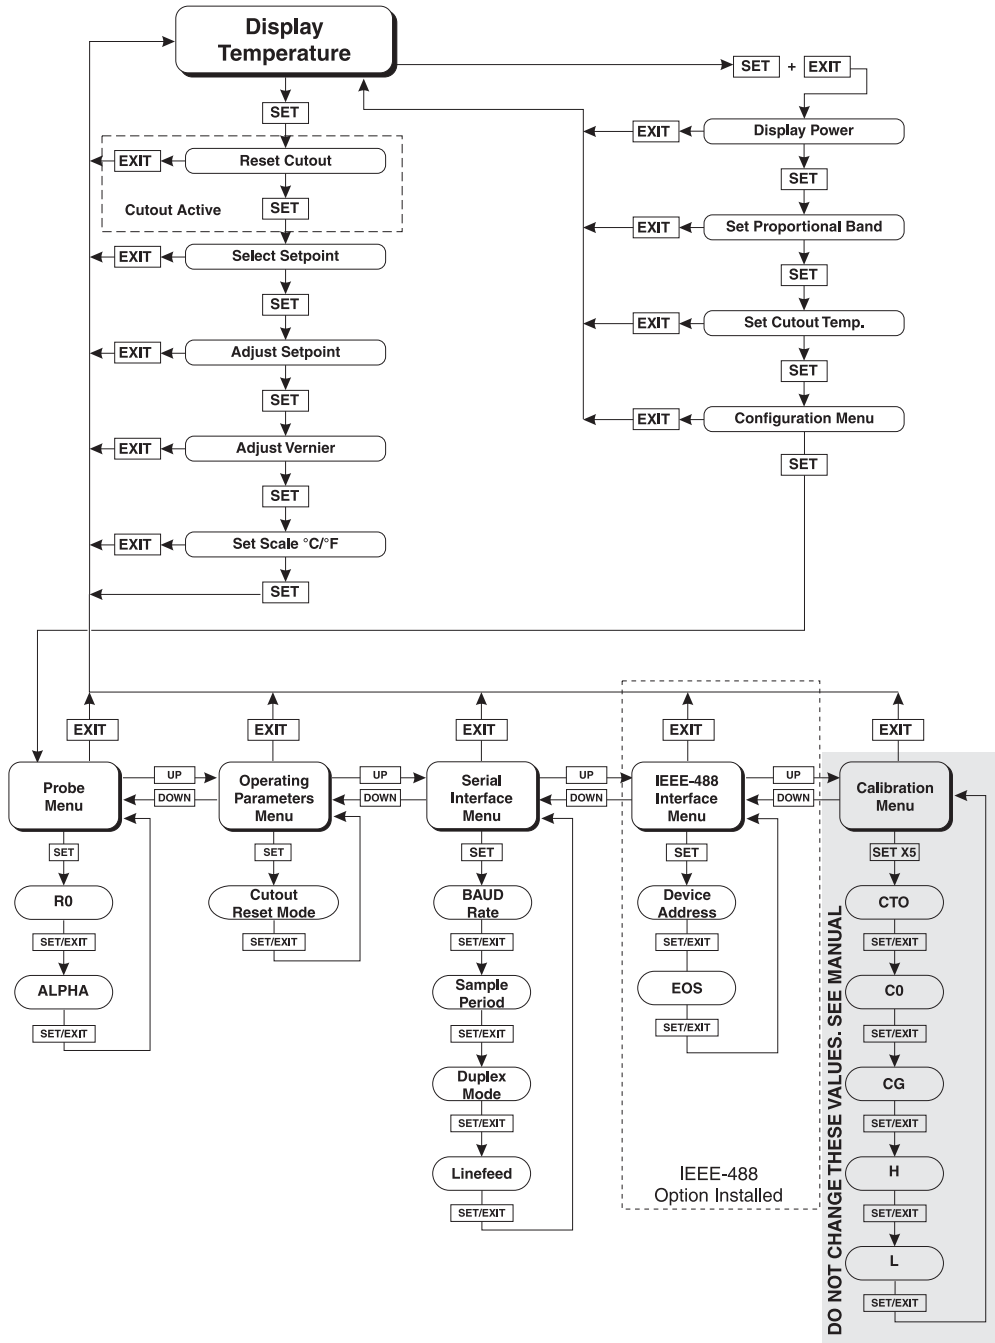 Display
Temperature
SET + EXIT
SET
EXIT Display Power
EXIT Reset Cutout
SET
Cutout Active SET
EXIT Set Proportional Band
EXIT Select Setpoint
SET
SET
EXIT Set Cutout Temp.
EXIT Adjust Setpoint
SET
SET
EXIT Configuration Menu
EXIT Adjust Vernier
SET
SET
EXIT Set Scale °C/°F
SET
EXIT EXIT EXIT EXIT EXIT
Probe
Menu
UP
DOWN
Operating
Parameters
Menu
UP
DOWN
Serial
Interface
Menu
UP
DOWN
IEEE-488
Interface
Menu
UP
DOWN
Calibration
Menu
SET
R0
SET/EXIT
ALPHA
SET/EXIT
SET
Cutout
Reset Mode
SET/EXIT
SET
BAUD
Rate
SET/EXIT
Sample
Period
SET/EXIT
Duplex
Mode
SET/EXIT
Linefeed
SET/EXIT
SET
Device
Address
SET/EXIT
EOS
SET/EXIT
IEEE-488
Option Installed
DO NOT CHANGE THESE VALUES. SEE MANUAL
SET X5
CTO
SET/EXIT
C0
SET/EXIT
CG
SET/EXIT
H
SET/EXIT
L
SET/EXIT